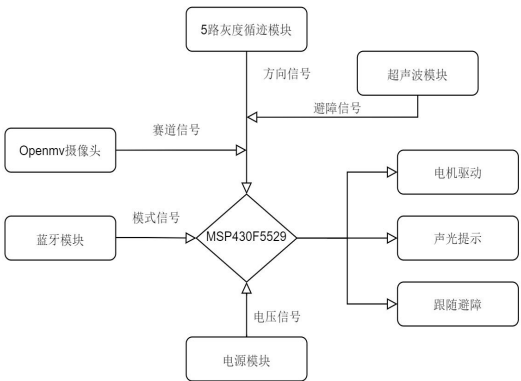 5路灰度循迹模块
方向信号
超声波模块
避障信号
赛道信号
Openmv摄像头
电机驱动
模式信号
蓝牙模块
MSP430F5529
声光提示
跟随避障
电压信号
电源模块